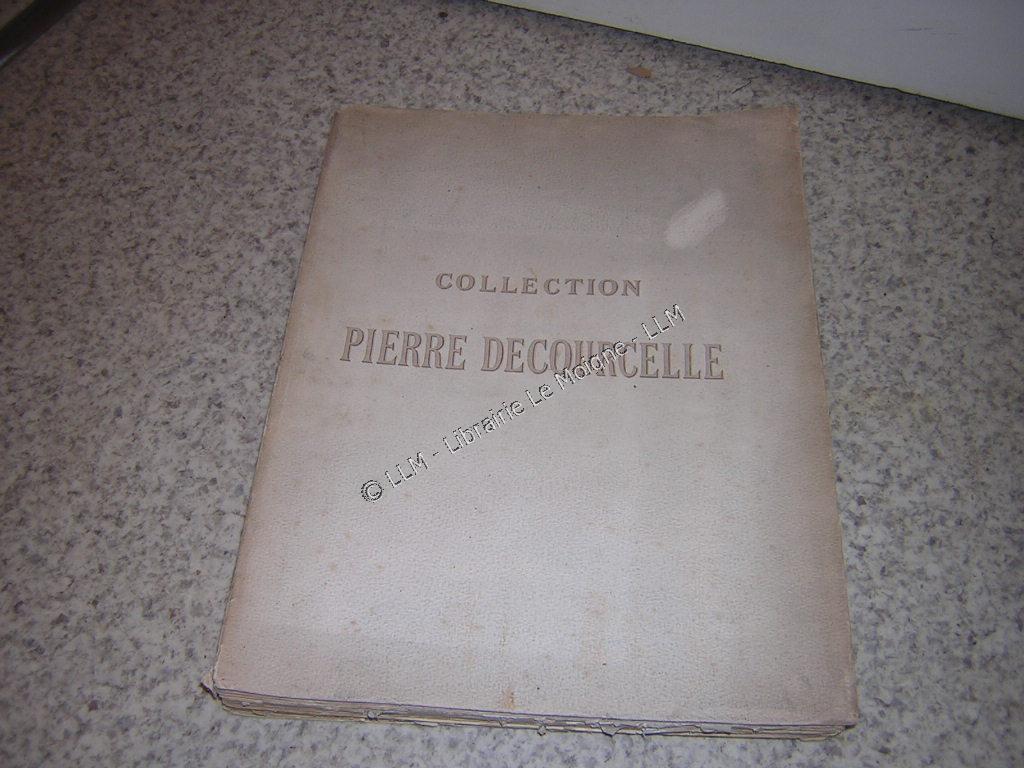 COLLECTION
PIERRE DECOURCELLE
© LLM - Librairie Le Moigne - LLM